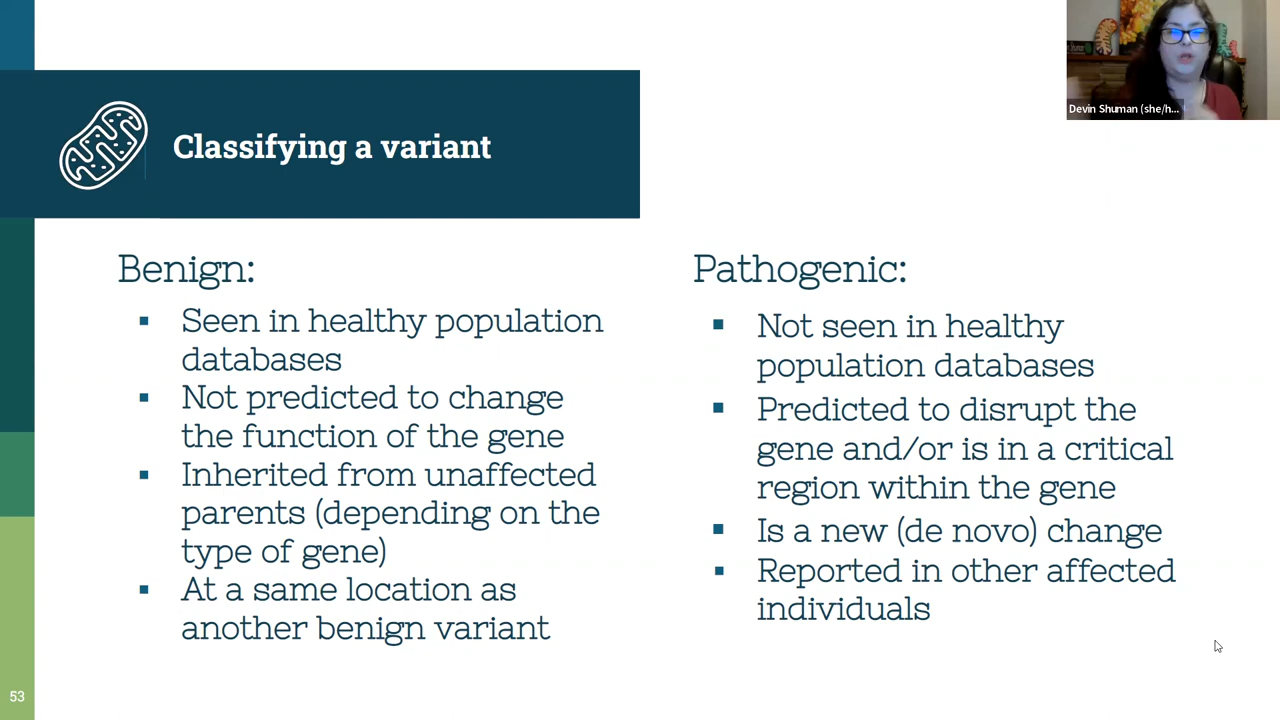 Devin Shuman (she/h...
Classifying a variant
Benign:
▪ Seen in healthy population
databases
▪ Not predicted to change
the function of the gene
▪ Inherited from unaffected
parents (depending on the
type of gene)
▪ At a same location as
another benign variant
Pathogenic:
▪ Not seen in healthy
population databases
▪ Predicted to disrupt the
gene and/or is in a critical
region within the gene
▪ Is a new (de novo) change
▪ Reported in other affected
individuals
53